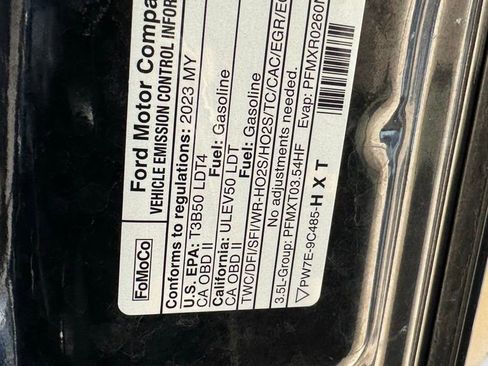 FoMoCo
Ford Motor Compa
VEHICLE EMISSION CONTROL INFOR
Conforms to regulations: 2023 MY
U.S. EPA: T3B50 LDT4 Fuel: Gasoline
CA OBD II
California: ULEV50 LDT Fuel: Gasoline
CA OBD II
TWC/DFI/SFI/WR-HO2S/HO2S/TC/CAC/EGR/EG
No adjustments needed.
3.5L-Group: PFMXT03.54HF Evap: PFMXR0260
PW7E-9C485-HXT